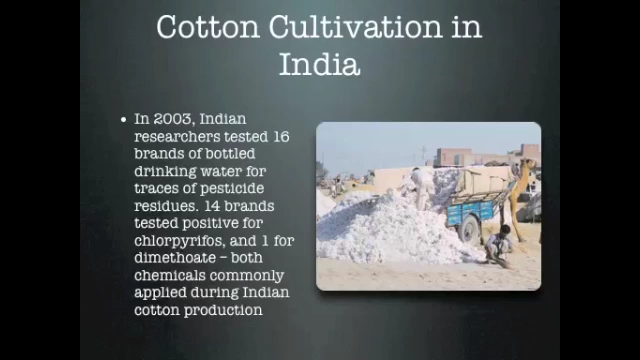 Cotton Cultivation in
India
• In 2003, Indian
researchers tested 16
brands of bottled
drinking water for
traces of pesticide
residues. 14 brands
tested positive for
chlorpyrifos, and 1 for
dimethoate – both
chemicals commonly
applied during Indian
cotton production